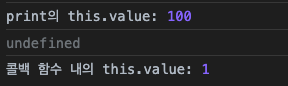 print의 this.value: 100
undefined
콜백 함수 내의 this.value: 1